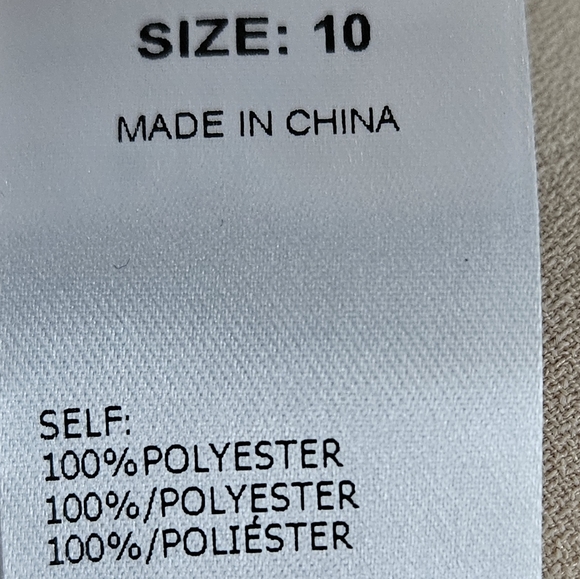 SIZE: 10
MADE IN CHINA
SELF:
100%POLYESTER
100%/POLYESTER
100%/POLIÉSTER